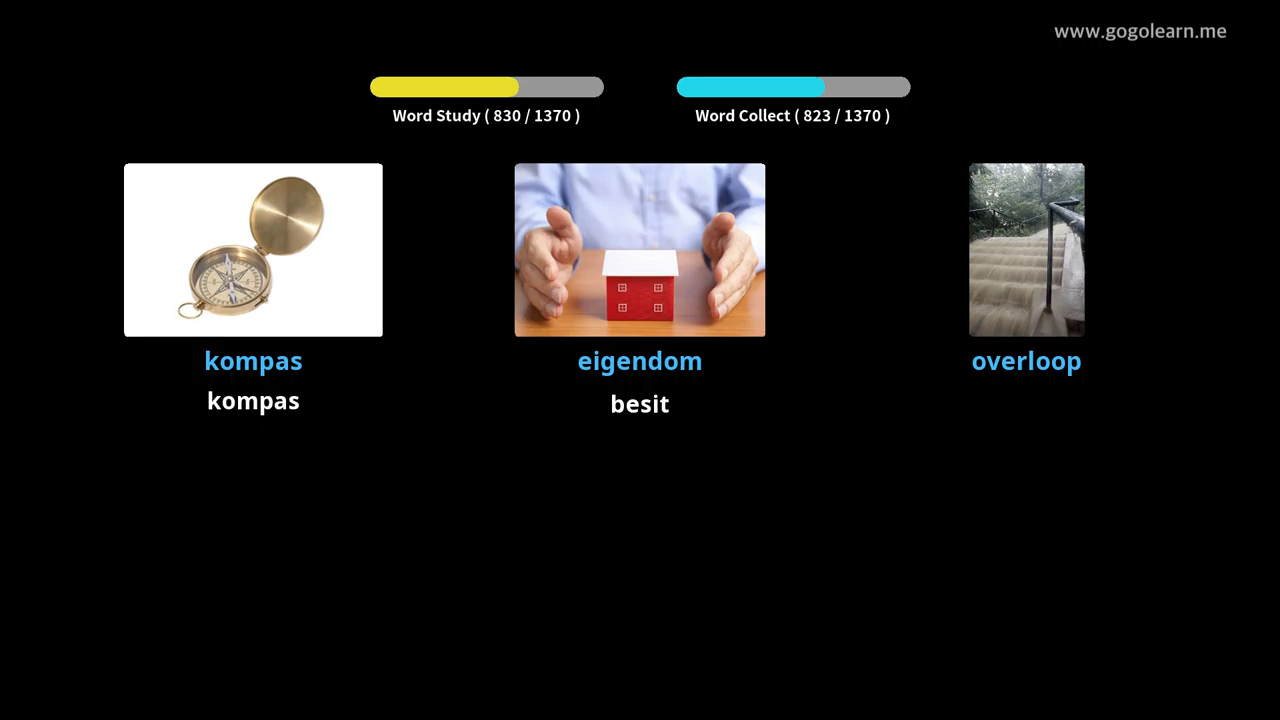 www.gogolearn.me
Word Study ( 830 / 1370 )
Word Collect ( 823 / 1370 )
kompas
eigendom
overloop
kompas
besit